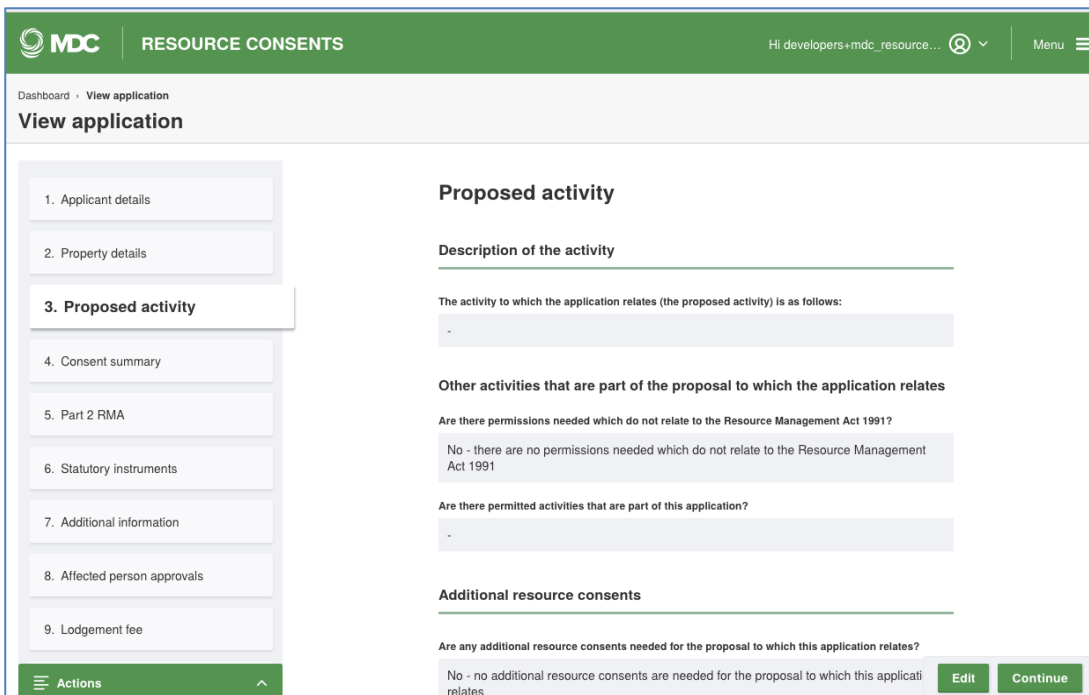 MDC
RESOURCE CONSENTS
Hi developers+mdc_resource...
Menu
Dashboard › View application
View application
1. Applicant details
2. Property details
3. Proposed activity
4. Consent summary
5. Part 2 RMA
6. Statutory instruments
7. Additional information
8. Affected person approvals
9. Lodgement fee
Actions
Proposed activity
Description of the activity
The activity to which the application relates (the proposed activity) is as follows:
-
Other activities that are part of the proposal to which the application relates
Are there permissions needed which do not relate to the Resource Management Act 1991?
No - there are no permissions needed which do not relate to the Resource Management
Act 1991
Are there permitted activities that are part of this application?
-
Additional resource consents
Are any additional resource consents needed for the proposal to which this application relates?
No - no additional resource consents are needed for the proposal to which this applicati
relates
Edit
Continue